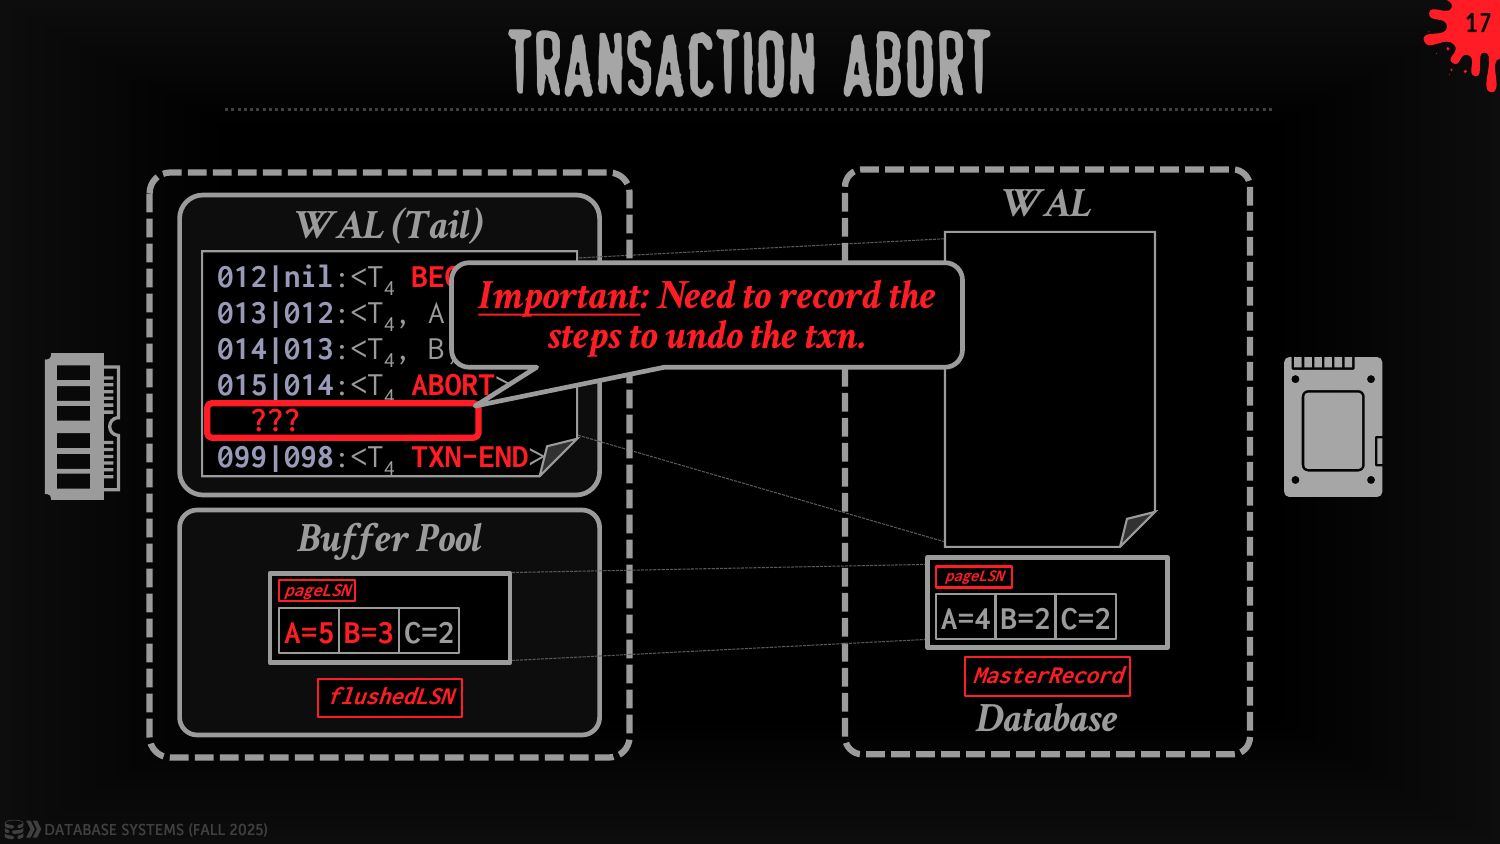 TRANSACTION ABORT
17
WAL (Tail)
012|nil:<T4 BEG
013|012:<T4, A
014|013:<T4, B
015|014:<T4 ABORT>
???
099|098:<T4 TXN-END>
Important: Need to record the
steps to undo the txn.
Buffer Pool
pageLSN
A=5 B=3 C=2
flushedLSN
WAL
pageLSN
A=4 B=2 C=2
MasterRecord
Database
DATABASE SYSTEMS (FALL 2025)